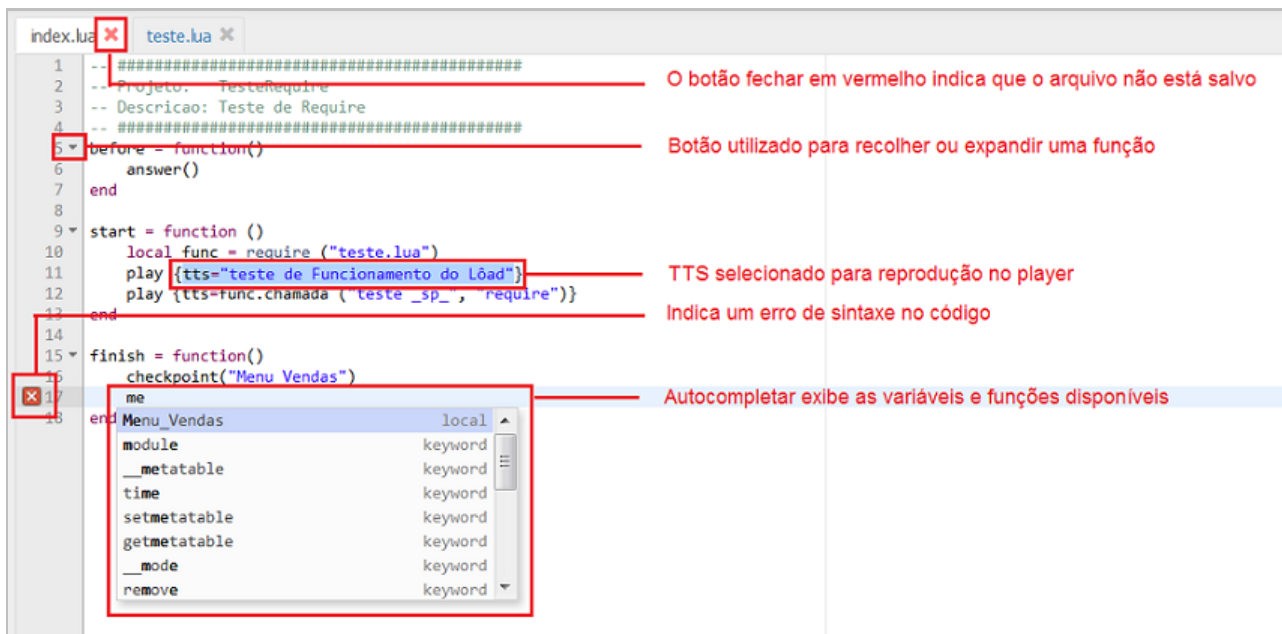 index.lua teste.lua
1 -- ############################################
2 -- Projeto: TesteRequire O botão fechar em vermelho indica que o arquivo não está salvo
3 -- Descricao: Teste de Require
4 -- ############################################
5 before = function() Botão utilizado para recolher ou expandir uma função
6 answer()
7 end
8
9 start = function ()
10 local func = require ("teste.lua")
11 play {tts="teste de Funcionamento do Lôad"} TTS selecionado para reprodução no player
12 play {tts=func.chamada ("teste _sp_", "require")}
13 end Indica um erro de sintaxe no código
14
15 finish = function()
16 checkpoint("Menu Vendas")
17 me Autocompletar exibe as variáveis e funções disponíveis
18 end
Menu_Vendas local
module keyword
__metatable keyword
time keyword
setmetatable keyword
getmetatable keyword
__mode keyword
remove keyword